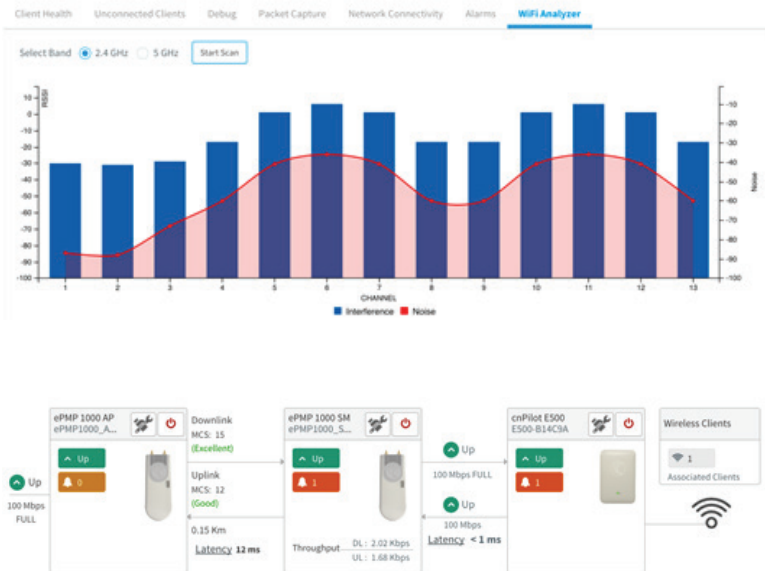 Client Health Unconnected Clients Debug Packet Capture Network Connectivity Alarms WiFi Analyzer
Select Band 2.4 GHz 5 GHz Start Scan
RSSI
10
0
-10
-20
-30
-40
-50
-60
-70
-80
-90
-100
-10
-20
-30
-40
-50
-60
-70
-80
-90
-100
Noise
1 2 3 4 5 6 7 8 9 10 11 12 13
CHANNEL
Interference Noise
Up
100 Mbps
FULL
ePMP 1000 AP
ePMP1000_A...
Up
0
Downlink
MCS: 15
(Excellent)
Uplink
MCS: 12
(Good)
0.15 Km
Latency 12 ms
ePMP 1000 SM
ePMP1000_S...
Up
1
Throughput
DL: 2.02 Kbps
UL: 1.68 Kbps
Up
100 Mbps FULL
Up
100 Mbps
Latency < 1 ms
cnPilot E500
E500-B14C9A
Up
1
Wireless Clients
1
Associated Clients